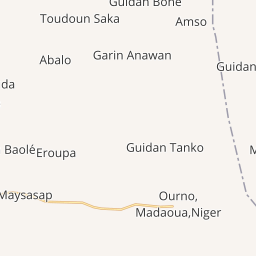 Guidan Bone
Toudoun Saka
Amso
Garin Anawan
Abalo
Guidan
da
Baolé
Eroupa
Guidan Tanko
M
Maysasap
Ourno,
Madaoua,Niger
M